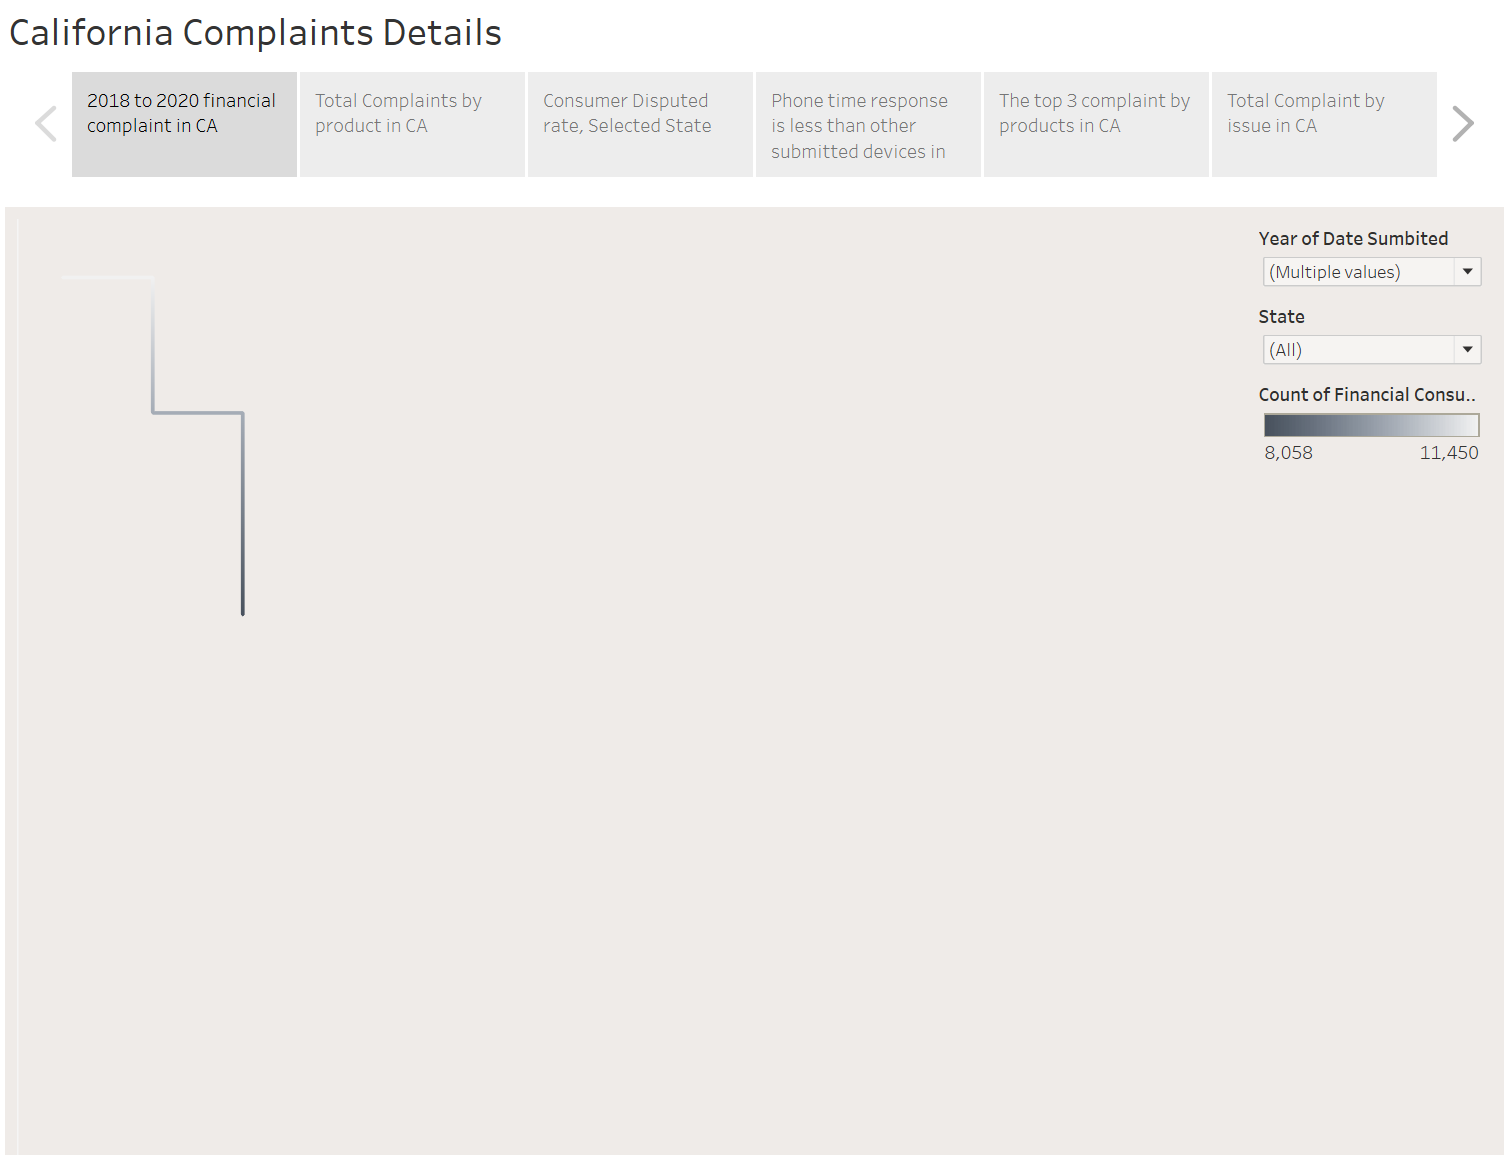 California Complaints Details
2018 to 2020 financial
complaint in CA
Total Complaints by
product in CA
Consumer Disputed
rate, Selected State
Phone time response
is less than other
submitted devices in
The top 3 complaint by
products in CA
Total Complaint by
issue in CA
Year of Date Sumbited
(Multiple values)
State
(All)
Count of Financial Consu..
8,058 11,450